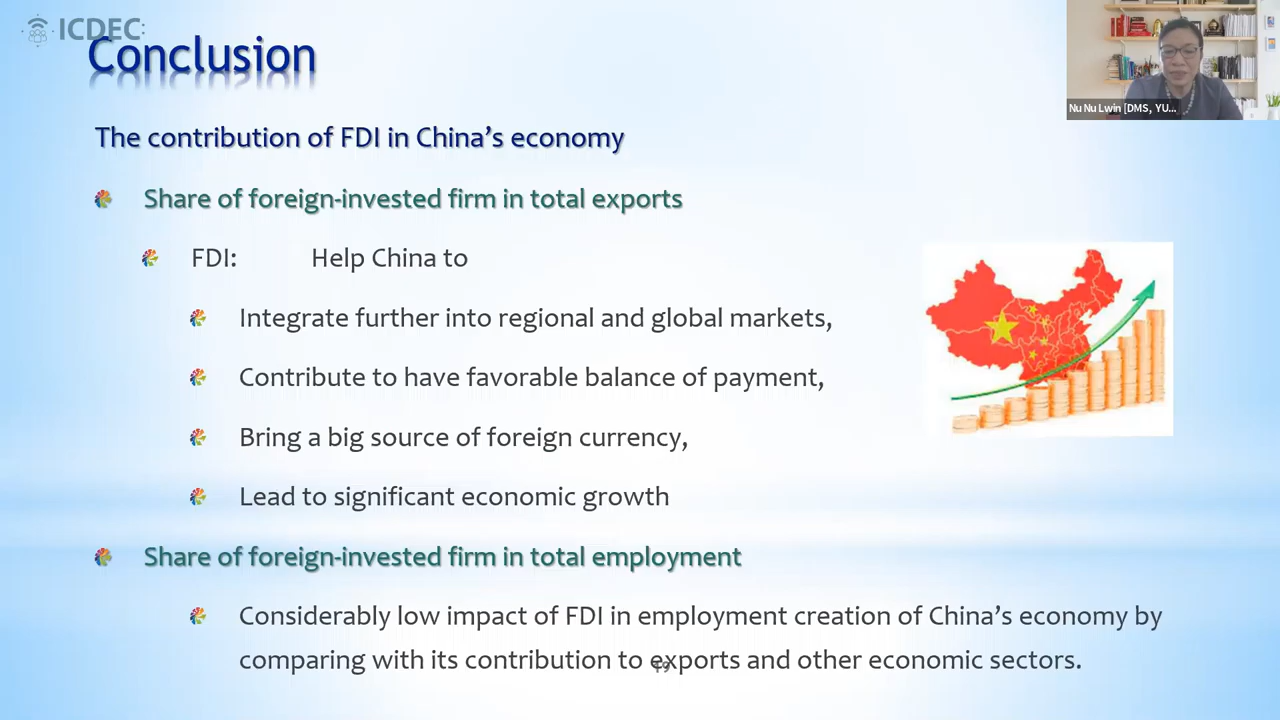 ICDEC
Conclusion
Nu Nu Lwin [DMS, YU...
The contribution of FDI in China's economy
Share of foreign-invested firm in total exports
FDI: Help China to
Integrate further into regional and global markets,
Contribute to have favorable balance of payment,
Bring a big source of foreign currency,
Lead to significant economic growth
Share of foreign-invested firm in total employment
Considerably low impact of FDI in employment creation of China's economy by
comparing with its contribution to exports and other economic sectors.
19